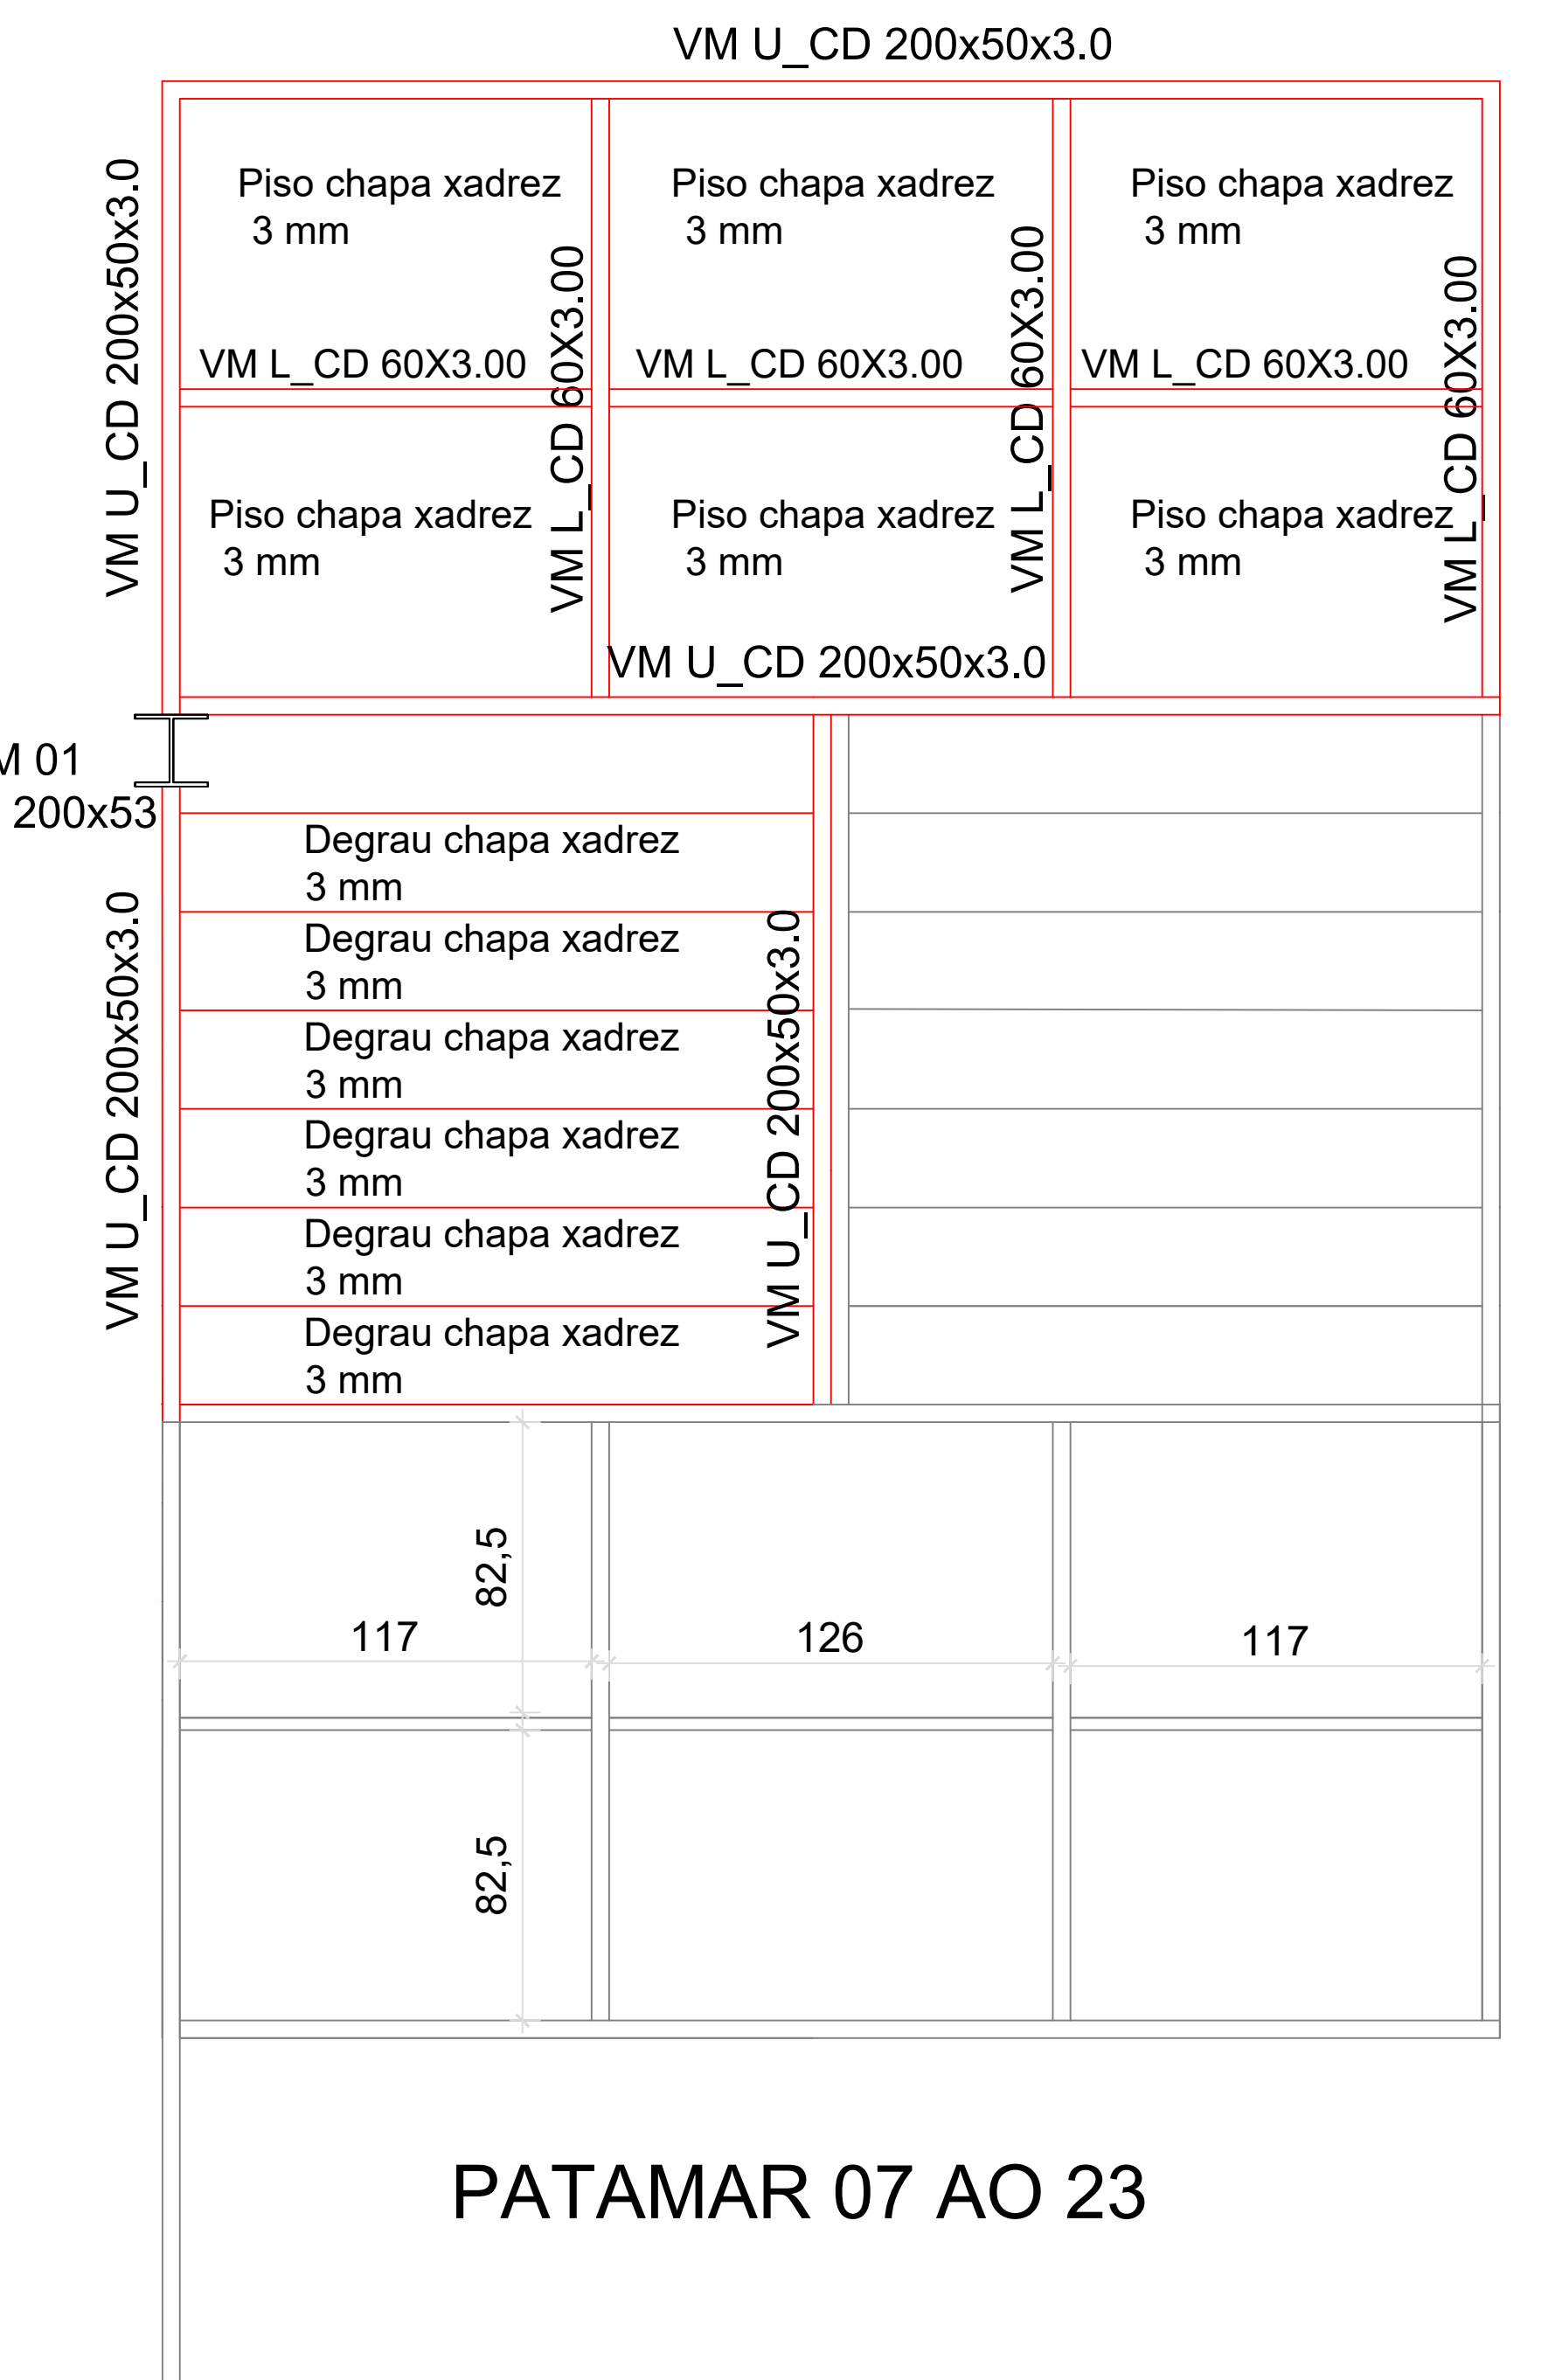 VM U_CD 200x50x3.0
VM U_CD 200x50x3.0
Piso chapa xadrez
3 mm
Piso chapa xadrez
3 mm
Piso chapa xadrez
3 mm
VM L_CD 60X3.00
VM L_CD 60X3.00
VM L_CD 60X3.00
VM L_CD 60X3.00
VM L_CD 60X3.00
VM L_CD 60X3.00
Piso chapa xadrez
3 mm
Piso chapa xadrez
3 mm
Piso chapa xadrez
3 mm
VM U_CD 200x50x3.0
01
200x53
VM U_CD 200x50x3.0
Degrau chapa xadrez
3 mm
Degrau chapa xadrez
3 mm
Degrau chapa xadrez
3 mm
Degrau chapa xadrez
3 mm
Degrau chapa xadrez
3 mm
Degrau chapa xadrez
3 mm
VM U_CD 200x50x3.0
82,5
117
126
117
82,5
PATAMAR 07 AO 23